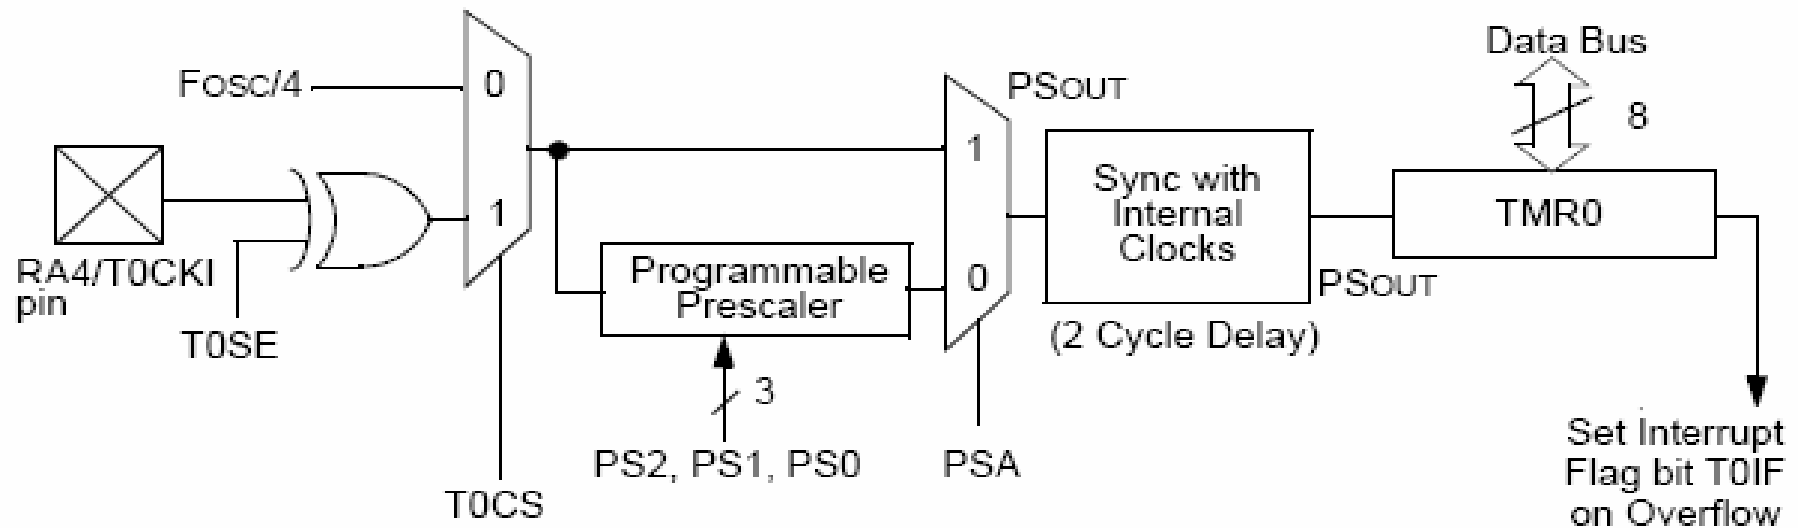 Data Bus
Fosc/4
0
PSOUT
8
1
Sync with
Internal
Clocks
1
TMR0
RA4/T0CKI
pin
Programmable
Prescaler
0
PSOUT
T0SE
(2 Cycle Delay)
3
Set Interrupt
Flag bit T0IF
on Overflow
PS2, PS1, PS0
PSA
T0CS